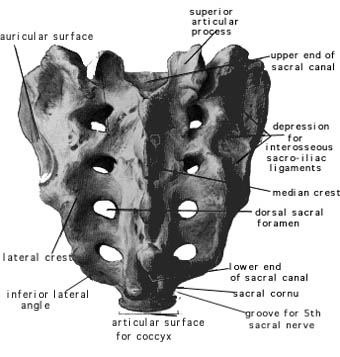 superior
articular
process
auricular surface
upper end of
sacral canal
depression
for
interosseous
sacro-iliac
ligaments
median crest
dorsal sacral
foramen
lateral crest
lower end
of sacral canal
inferior lateral
angle
sacral cornu
groove for 5th
sacral nerve
articular surface
for coccyx